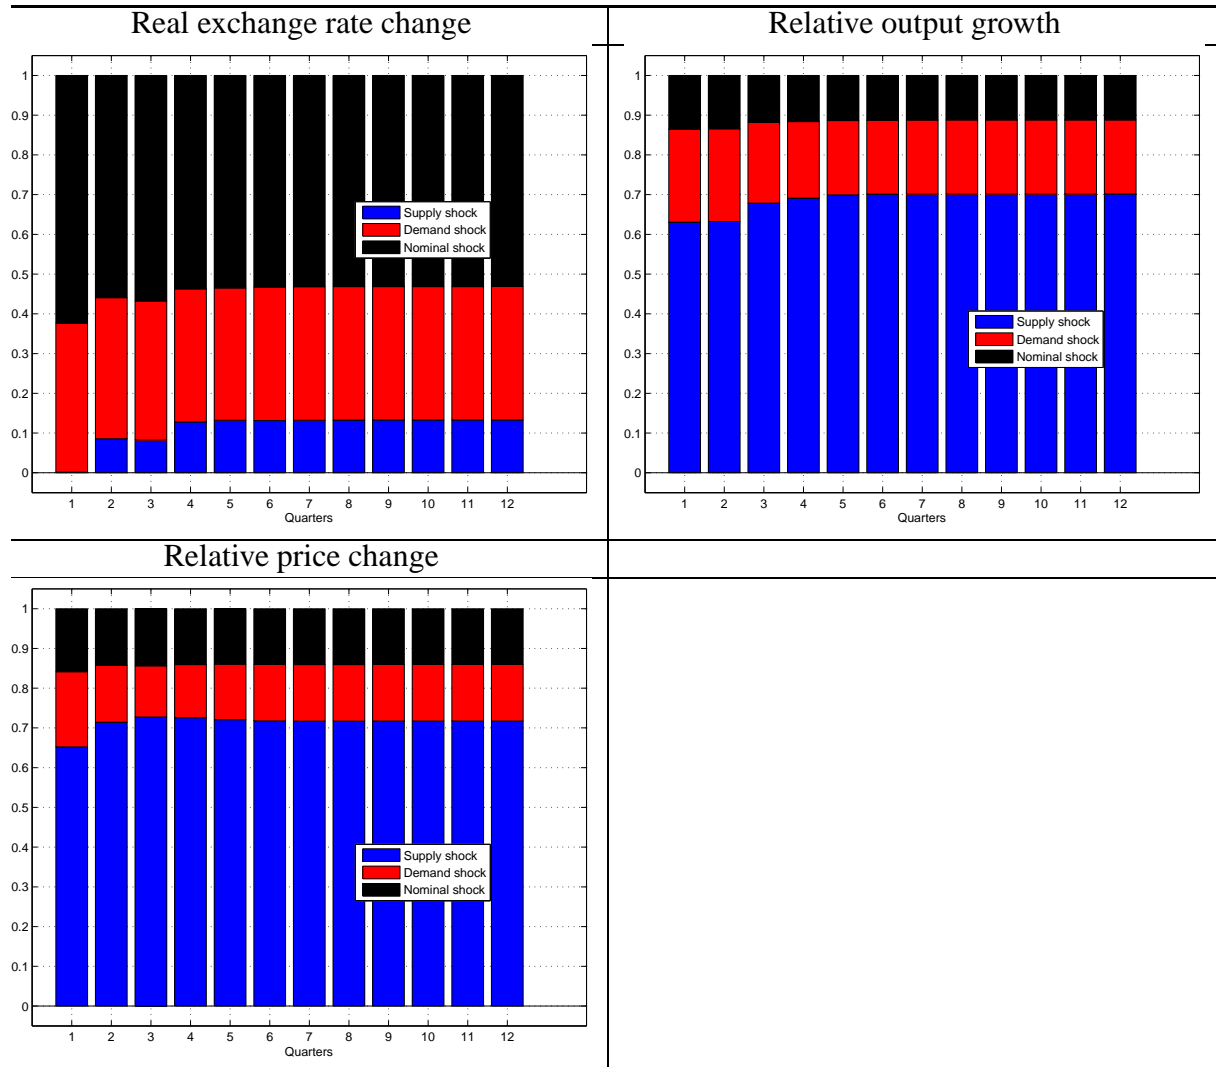 Real exchange rate change
1
0.9
0.8
0.7
0.6
0.5
0.4
0.3
0.2
0.1
0
Supply shock
Demand shock
Nominal shock
1 2 3 4 5 6 7 8 9 10 11 12
Quarters
Relative output growth
1
0.9
0.8
0.7
0.6
0.5
0.4
0.3
0.2
0.1
0
Supply shock
Demand shock
Nominal shock
1 2 3 4 5 6 7 8 9 10 11 12
Quarters
Relative price change
1
0.9
0.8
0.7
0.6
0.5
0.4
0.3
0.2
0.1
0
Supply shock
Demand shock
Nominal shock
1 2 3 4 5 6 7 8 9 10 11 12
Quarters